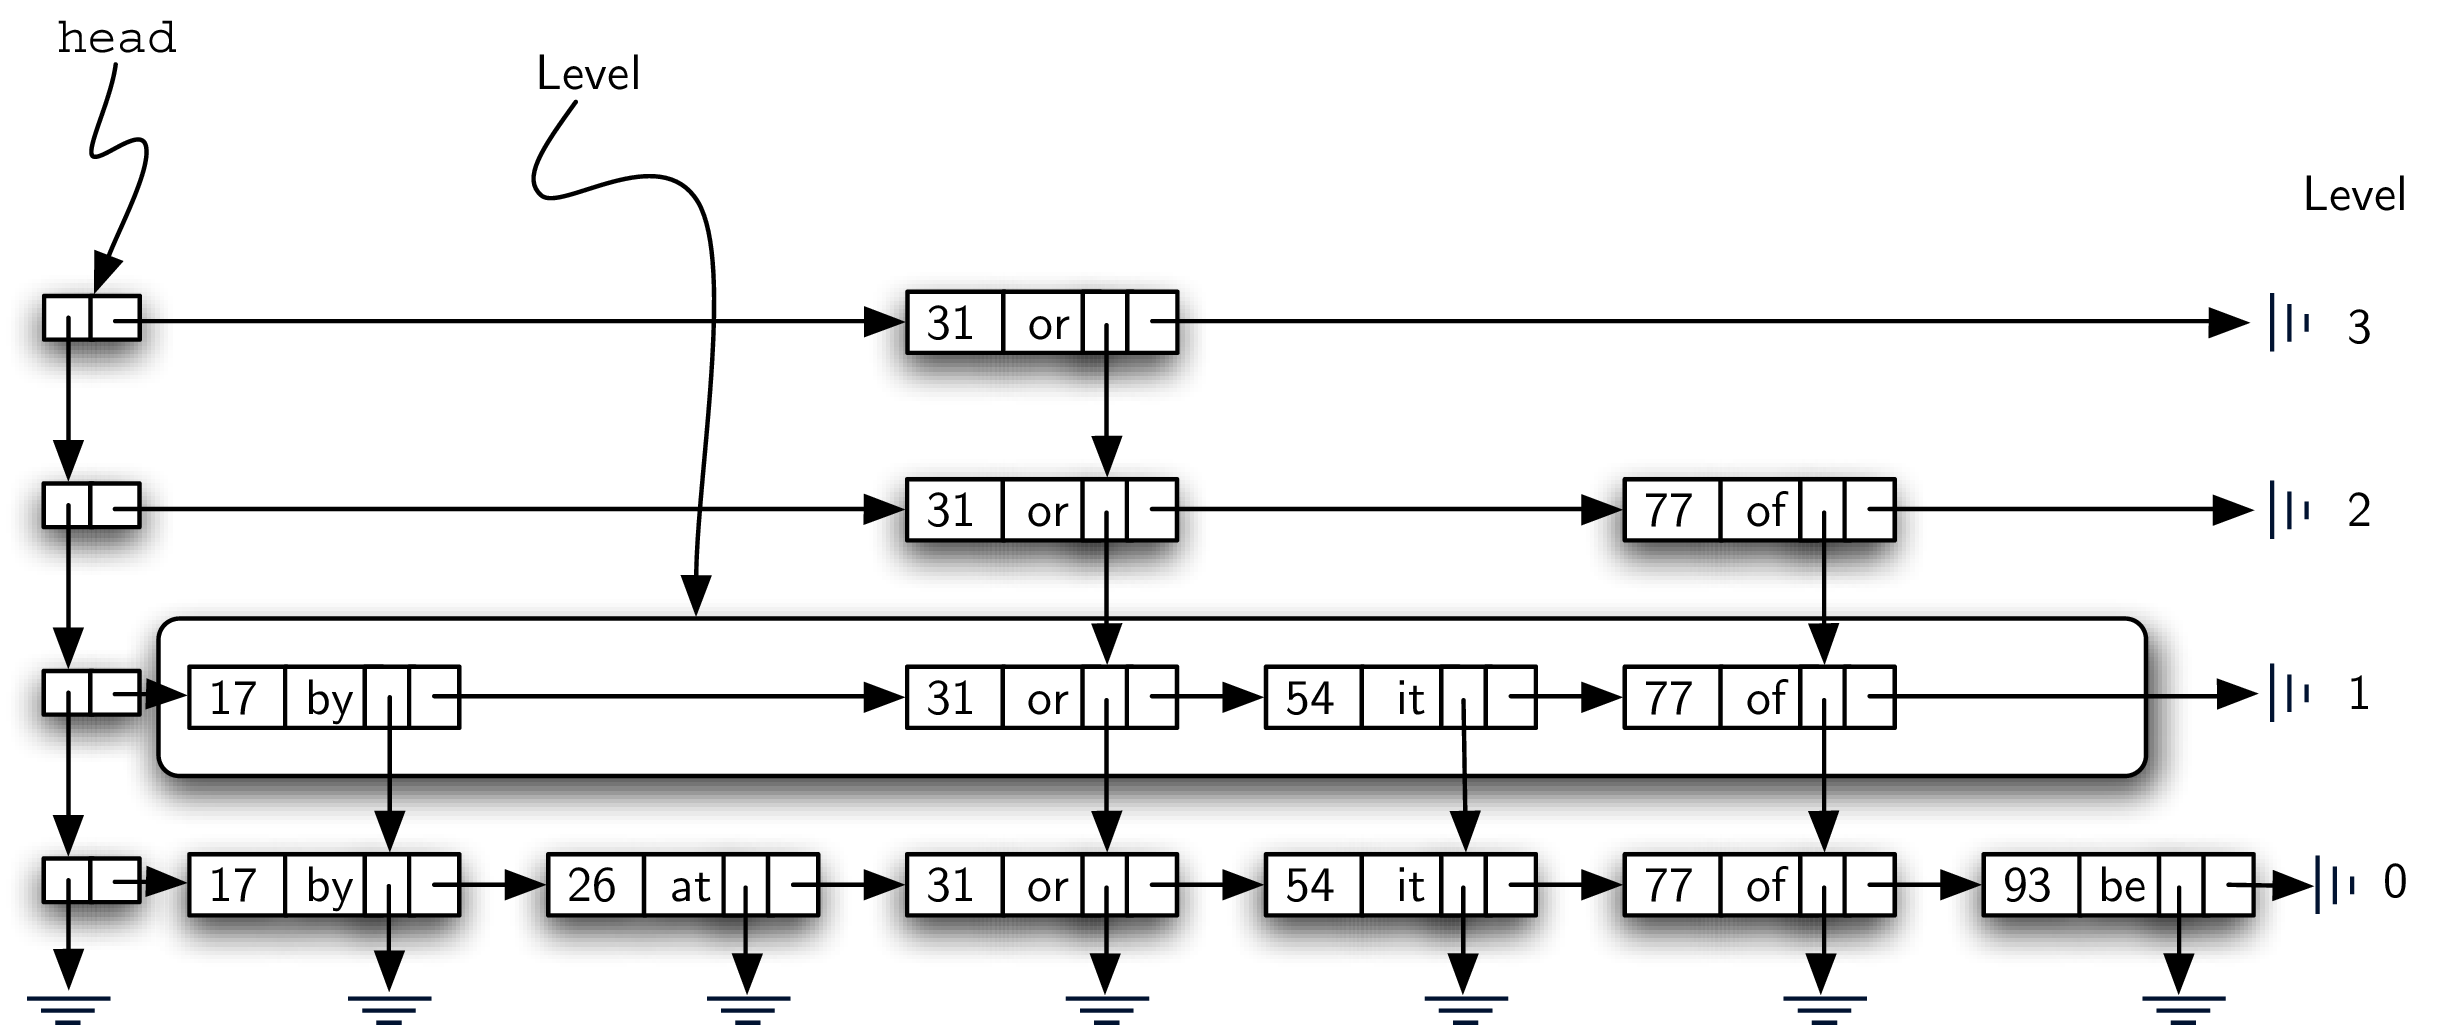 head
Level
Level
31 or 3
31 or 77 of 2
17 by 31 or 54 it 77 of 1
17 by 26 at 31 or 54 it 77 of 93 be 0